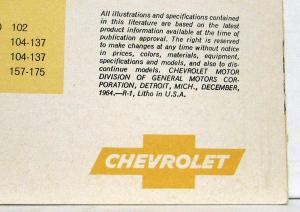 102
104-137
104-137
157-175
All illustrations and specifications contained
in this literature are based on the latest
product information available at the time of
publication approval. The right is reserved
to make changes at any time without notice
in prices, colors, materials, equipment,
specifications and models, and also to dis-
continue models. CHEVROLET MOTOR
DIVISION OF GENERAL MOTORS COR-
PORATION, DETROIT, MICH., DECEMBER,
1964.—R-1, Litho in U.S.A.
CHEVROLET